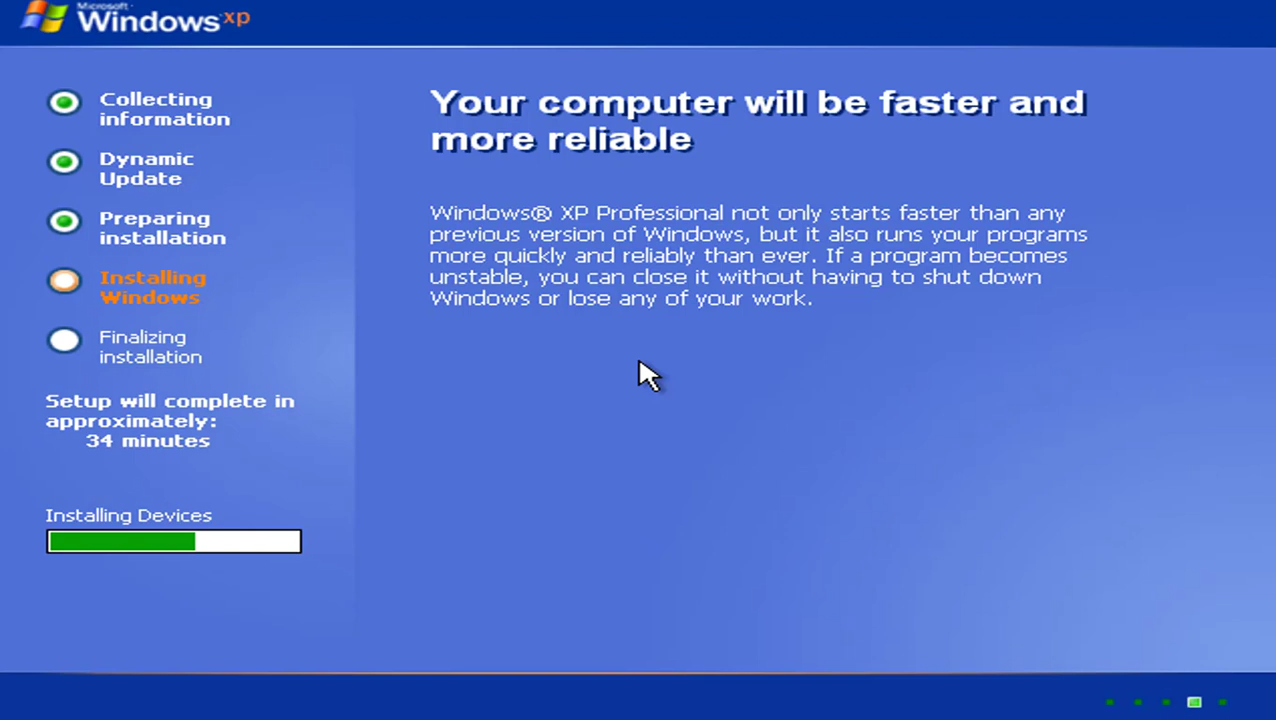 Microsoft®
Windows xp
Collecting
information
Dynamic
Update
Preparing
installation
Installing
Windows
Finalizing
installation
Setup will complete in
approximately:
34 minutes
Installing Devices
Your computer will be faster and
more reliable
Windows® XP Professional not only starts faster than any
previous version of Windows, but it also runs your programs
more quickly and reliably than ever. If a program becomes
unstable, you can close it without having to shut down
Windows or lose any of your work.